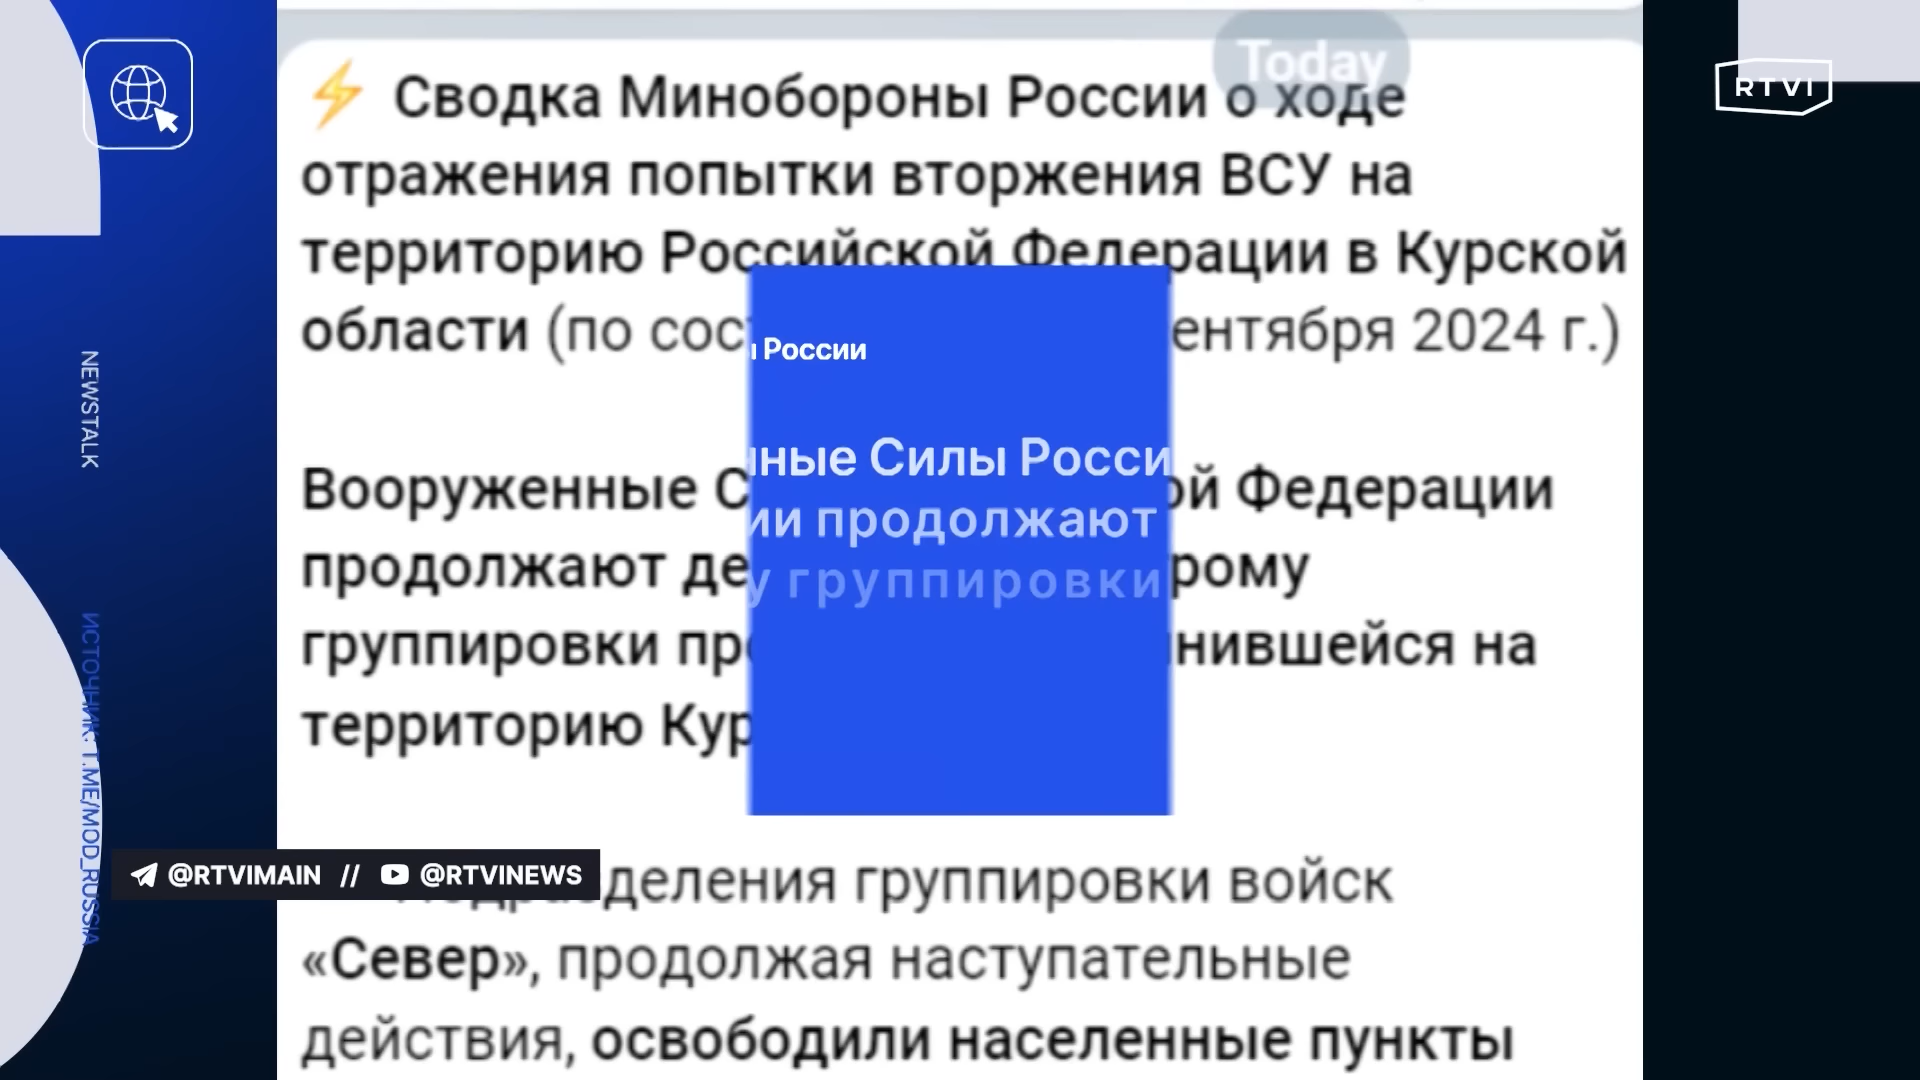 Today
⚡ Сводка Минобороны России о ходе
отражения попытки вторжения ВСУ на
территорию Российской Федерации в Курской
области (по сос ентября 2024 г.)
Вооруженные С ой Федерации
продолжают де рому
группировки про нившейся на
территорию Кур
деления группировки войск
«Север», продолжая наступательные
действия, освободили населенные пункты
ы России
нные Силы Росси
ии продолжают
у группировки
RTVI
NEWSTALK
ИСТОЧНИК: T.ME/MOD_RUSSIA
@RTVIMAIN // @RTVINEWS